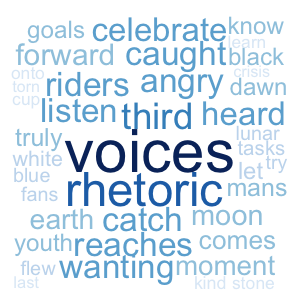 goals celebrate know
learn
forward caught black
onto crisis
riders angry dawn
torn
cup
listen third heard
truly lunar
voices tasks
white try
blue rhetoric let
fans mans
earth catch moon
youth reaches comes
flew wanting moment
last kind stone